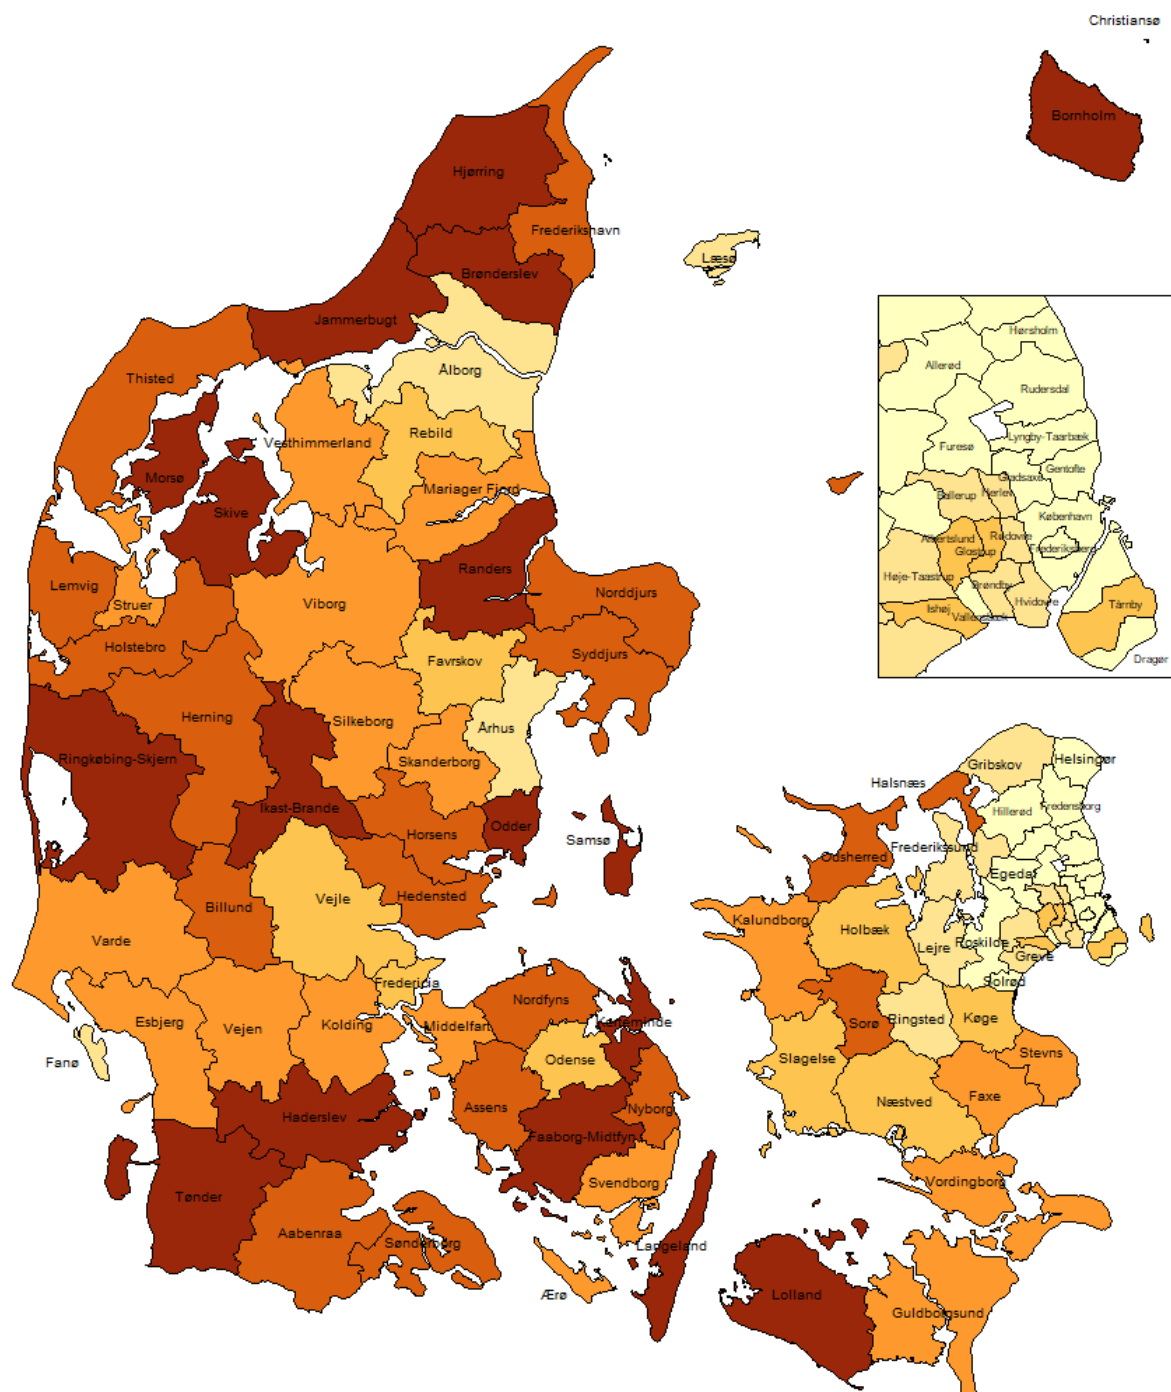 Christiansø
Bornholm
Hjørring
Frederikshavn
Læsø
Brønderslev
Jammerbugt
Thisted
Ålborg
Vesthimmerland
Rebild
Morsø
Mariager Fjord
Skive
Randers
Lemvig
Struer
Viborg
Norddjurs
Holstebro
Favrskov
Syddjurs
Herning
Silkeborg
Århus
Ringkøbing-Skjern
Skanderborg
Ikast-Brande
Horsens
Odder
Samsø
Hedensted
Billund
Vejle
Varde
Fredericia
Esbjerg
Vejen
Kolding
Middelfart
Nordfyns
Kerteminde
Fanø
Odense
Haderslev
Assens
Nyborg
Faaborg-Midtfyn
Svendborg
Tønder
Aabenraa
Sønderborg
Langeland
Ærø
Hørsholm
Allerød
Rudersdal
Furesø
Lyngby-Taarbæk
Gladsaxe
Gentofte
Ballerup
Herlev
København
Albertslund
Rødovre
Glostrup
Frederiksberg
Høje-Taastrup
Brøndby
Ishøj
Vallensbæk
Hvidovre
Tårnby
Dragør
Helsingør
Gribskov
Halsnæs
Hillerød
Fredensborg
Frederikssund
Odsherred
Egedal
Kalundborg
Holbæk
Lejre
Roskilde
Greve
Solrød
Sorø
Ringsted
Køge
Slagelse
Stevns
Næstved
Faxe
Vordingborg
Lolland
Guldborgsund